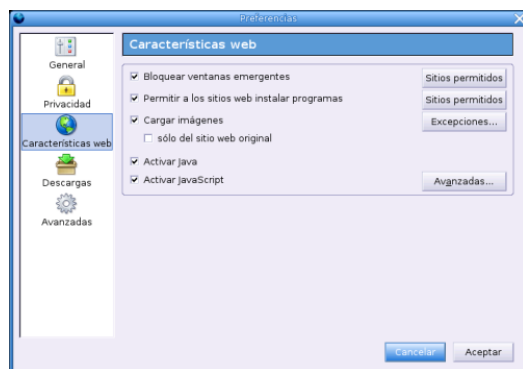 Preferencias
General
Privacidad
Características web
Descargas
Avanzadas
Características web
Bloquear ventanas emergentes
Sitios permitidos
Permitir a los sitios web instalar programas
Sitios permitidos
Cargar imágenes
Excepciones...
sólo del sitio web original
Activar Java
Activar JavaScript
Avanzadas...
Cancelar
Aceptar